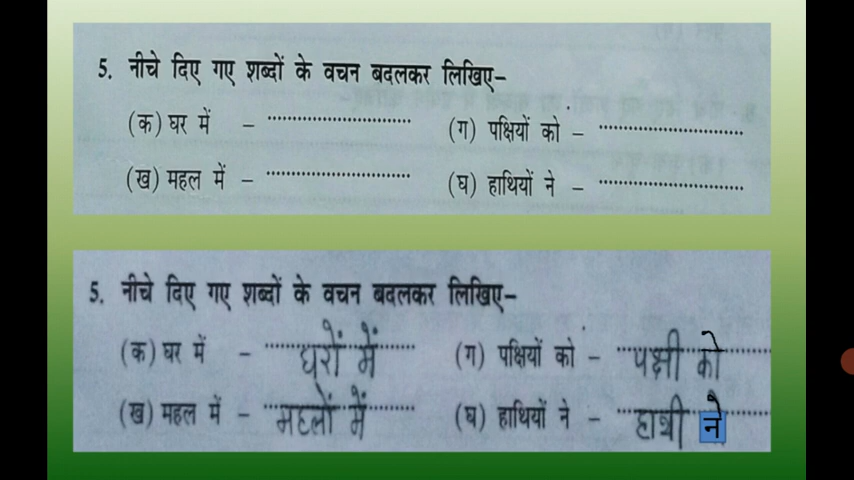 5. नीचे दिए गए शब्दों के वचन बदलकर लिखिए–
(क) घर में – .................... (ग) पक्षियों को – ....................
(ख) महल में – .................... (घ) हाथियों ने – ....................
5. नीचे दिए गए शब्दों के वचन बदलकर लिखिए–
(क) घर में – घरों में (ग) पक्षियों को – पक्षी को
(ख) महल में – महलों में (घ) हाथियों ने – हाथी ने